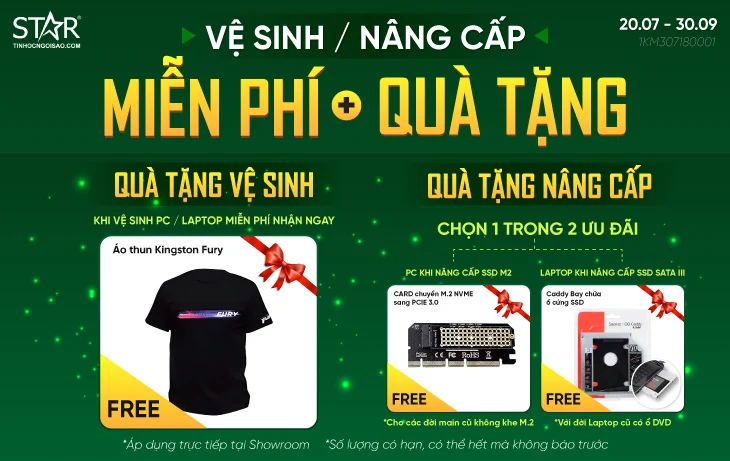 STAR®
TINHOCNGOISAO.COM
VỆ SINH / NÂNG CẤP
20.07 - 30.09
1KM307180001
MIỄN PHÍ + QUÀ TẶNG
QUÀ TẶNG VỆ SINH
KHI VỆ SINH PC / LAPTOP MIỄN PHÍ NHẬN NGAY
Áo thun Kingston Fury
FURY
FREE
QUÀ TẶNG NÂNG CẤP
CHỌN 1 TRONG 2 ƯU ĐÃI
PC KHI NÂNG CẤP SSD M2
CARD chuyển M.2 NVME
sang PCIE 3.0
CE FC RoHS
FREE
*Cho các đời main cũ không khe M.2
LAPTOP KHI NÂNG CẤP SSD SATA III
Caddy Bay chứa
ổ cứng SSD
FREE
*Với đời Laptop cũ có ổ DVD
*Áp dụng trực tiếp tại Showroom
*Số lượng có hạn, có thể hết mà không báo trước